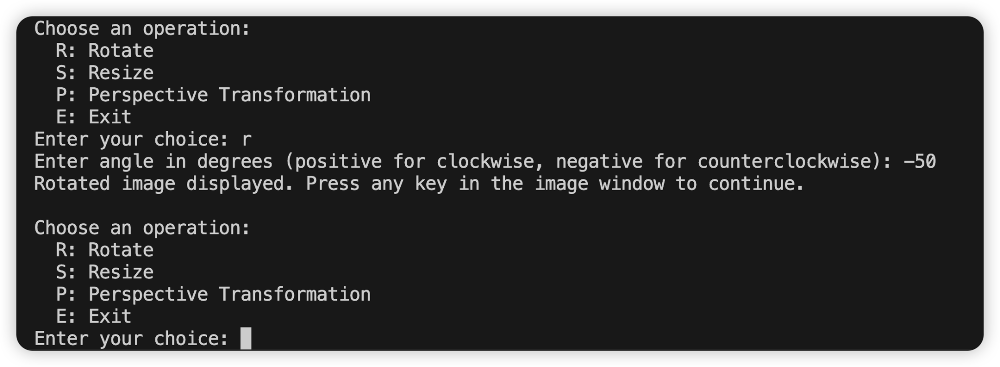 Choose an operation:
  R: Rotate
  S: Resize
  P: Perspective Transformation
  E: Exit
Enter your choice: r
Enter angle in degrees (positive for clockwise, negative for counterclockwise): -50
Rotated image displayed. Press any key in the image window to continue.

Choose an operation:
  R: Rotate
  S: Resize
  P: Perspective Transformation
  E: Exit
Enter your choice: